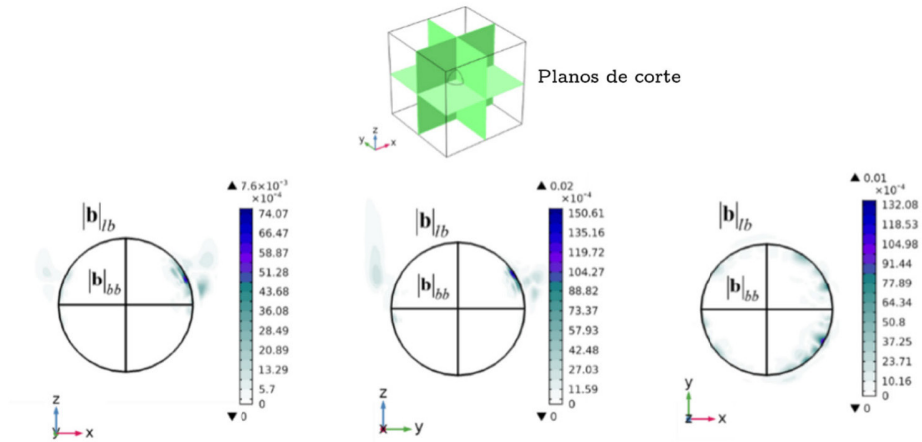 Planos de corte
z
y x
|b|lb
|b|bb
▲ 7.6×10⁻³
×10⁻⁴
74.07
66.47
58.87
51.28
43.68
36.08
28.49
20.89
13.29
5.7
0
▼ 0
z
y x
|b|lb
|b|bb
▲ 0.02
×10⁻⁴
150.61
135.16
119.72
104.27
88.82
73.37
57.93
42.48
27.03
11.59
0
▼ 0
z
x y
|b|lb
|b|bb
▲ 0.01
×10⁻⁴
132.08
118.53
104.98
91.44
77.89
64.34
50.8
37.25
23.71
10.16
0
▼ 0
y
z x